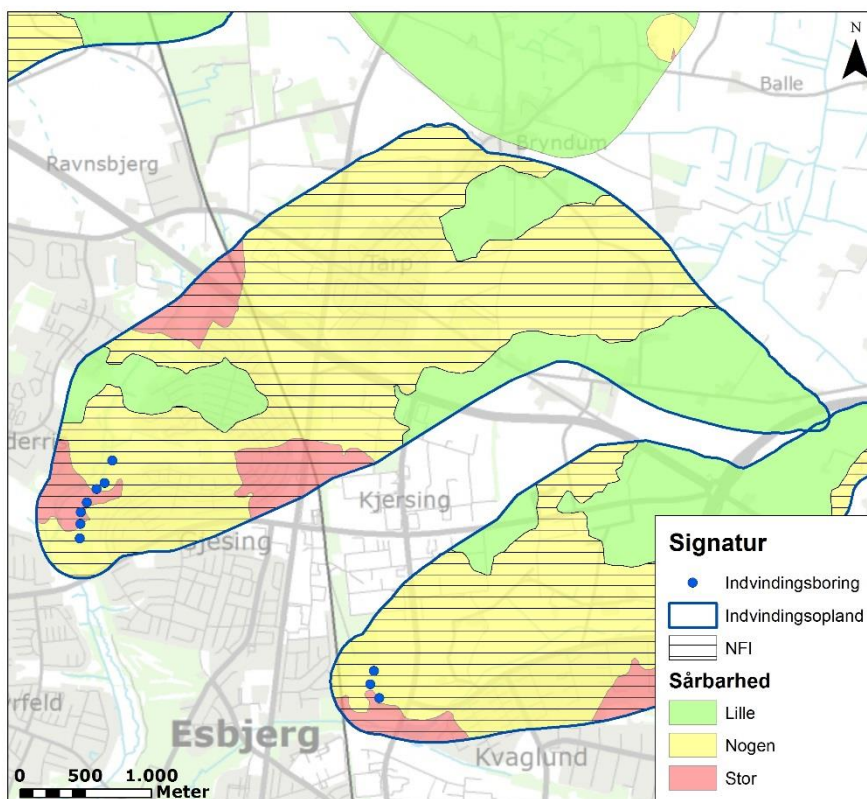 N
Balle
Bryndum
Ravnsbjerg
Tarp
Kjersing
Gjesing
Esbjerg
Kvaglund
Signatur
Indvindingsboring
Indvindingsopland
NFI
Sårbarhed
Lille
Nogen
Stor
0 500 1.000
Meter